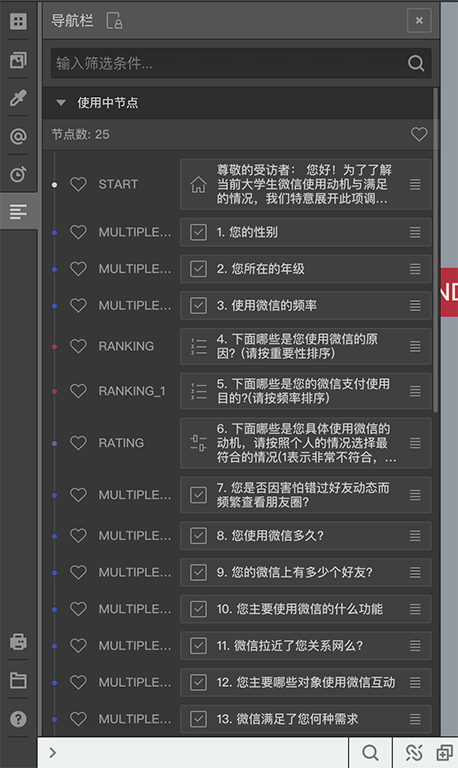 导航栏
输入筛选条件...
使用中节点
节点数: 25
START
尊敬的受访者： 您好！为了了解
当前大学生微信使用动机与满足
的情况，我们特意展开此项调...
MULTIPLE...
1. 您的性别
MULTIPLE...
2. 您所在的年级
MULTIPLE...
3. 使用微信的频率
RANKING
4. 下面哪些是您使用微信的原
因？(请按重要性排序)
RANKING_1
5. 下面哪些是您的微信支付使用
目的?(请按频率排序)
RATING
6. 下面哪些是您具体使用微信的
动机，请按照个人的情况选择最
符合的情况(1表示非常不符合，...
MULTIPLE...
7. 您是否因害怕错过好友动态而
频繁查看朋友圈?
MULTIPLE...
8. 您使用微信多久?
MULTIPLE...
9. 您的微信上有多少个好友?
MULTIPLE...
10. 您主要使用微信的什么功能
MULTIPLE...
11. 微信拉近了您关系网么?
MULTIPLE...
12. 您主要哪些对象使用微信互动
MULTIPLE...
13. 微信满足了您何种需求